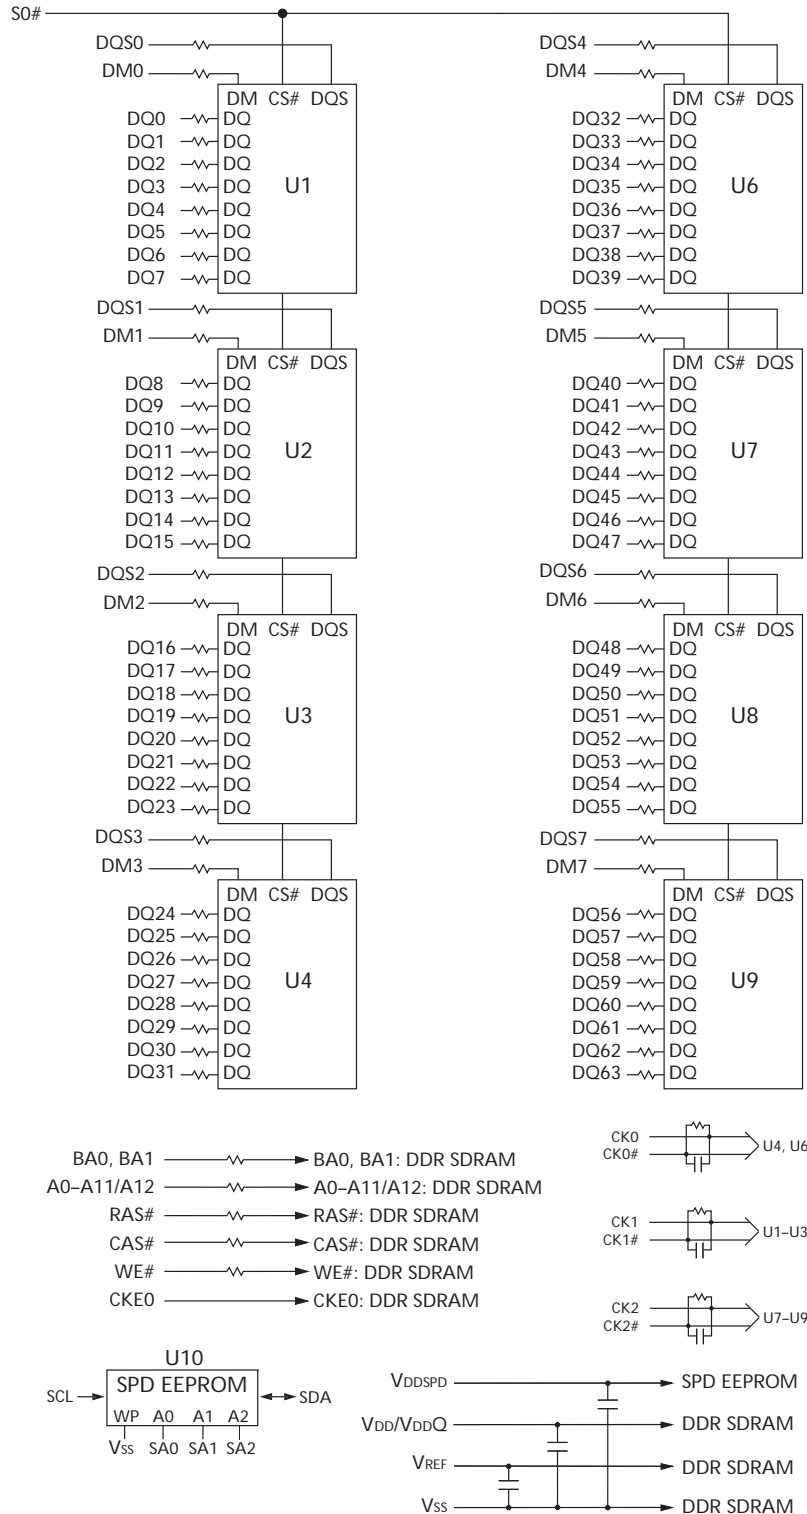 S0#
DQS0
DM0
DM CS# DQS
DQ0 DQ
DQ1 DQ
DQ2 DQ
DQ3 DQ
DQ4 DQ
DQ5 DQ
DQ6 DQ
DQ7 DQ
U1
DQS1
DM1
DM CS# DQS
DQ8 DQ
DQ9 DQ
DQ10 DQ
DQ11 DQ
DQ12 DQ
DQ13 DQ
DQ14 DQ
DQ15 DQ
U2
DQS2
DM2
DM CS# DQS
DQ16 DQ
DQ17 DQ
DQ18 DQ
DQ19 DQ
DQ20 DQ
DQ21 DQ
DQ22 DQ
DQ23 DQ
U3
DQS3
DM3
DM CS# DQS
DQ24 DQ
DQ25 DQ
DQ26 DQ
DQ27 DQ
DQ28 DQ
DQ29 DQ
DQ30 DQ
DQ31 DQ
U4
DQS4
DM4
DM CS# DQS
DQ32 DQ
DQ33 DQ
DQ34 DQ
DQ35 DQ
DQ36 DQ
DQ37 DQ
DQ38 DQ
DQ39 DQ
U6
DQS5
DM5
DM CS# DQS
DQ40 DQ
DQ41 DQ
DQ42 DQ
DQ43 DQ
DQ44 DQ
DQ45 DQ
DQ46 DQ
DQ47 DQ
U7
DQS6
DM6
DM CS# DQS
DQ48 DQ
DQ49 DQ
DQ50 DQ
DQ51 DQ
DQ52 DQ
DQ53 DQ
DQ54 DQ
DQ55 DQ
U8
DQS7
DM7
DM CS# DQS
DQ56 DQ
DQ57 DQ
DQ58 DQ
DQ59 DQ
DQ60 DQ
DQ61 DQ
DQ62 DQ
DQ63 DQ
U9
BA0, BA1 BA0, BA1: DDR SDRAM
A0–A11/A12 A0–A11/A12: DDR SDRAM
RAS# RAS#: DDR SDRAM
CAS# CAS#: DDR SDRAM
WE# WE#: DDR SDRAM
CKE0 CKE0: DDR SDRAM
CK0
CK0#
U4, U6
CK1
CK1#
U1–U3
CK2
CK2#
U7–U9
U10
SPD EEPROM
SCL
SDA
WP A0 A1 A2
VSS SA0 SA1 SA2
VDDSPD SPD EEPROM
VDD/VDDQ DDR SDRAM
VREF DDR SDRAM
VSS DDR SDRAM